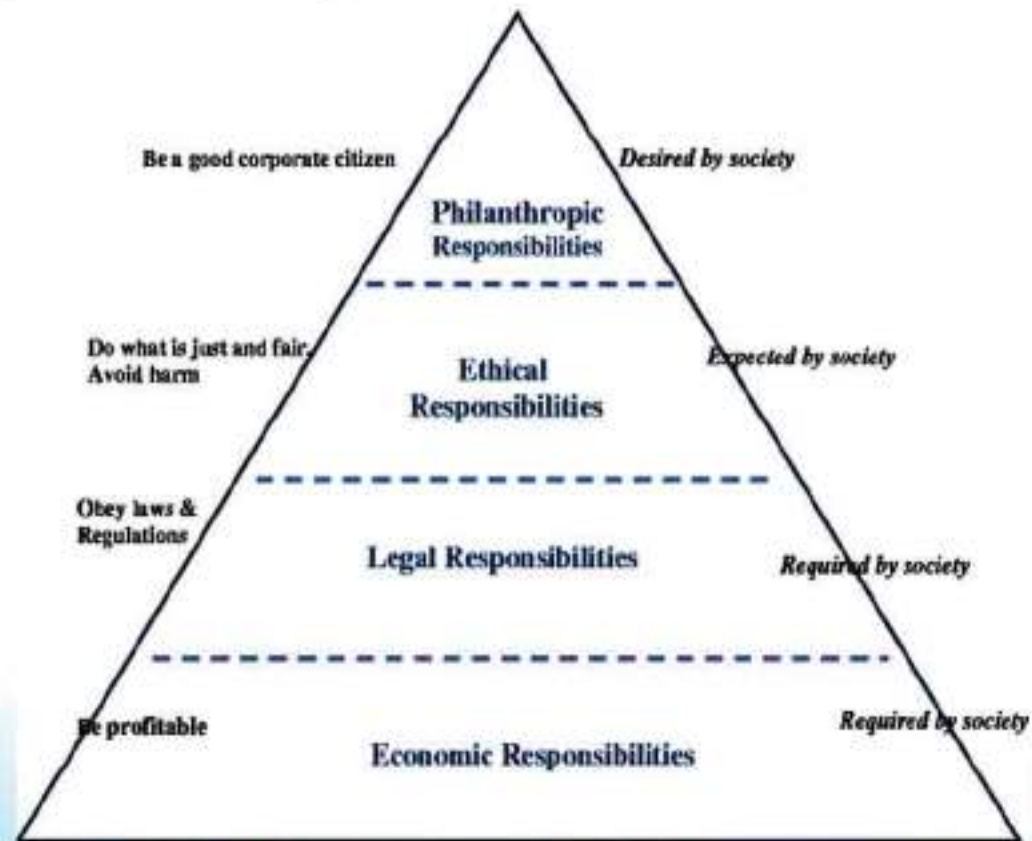 Be a good corporate citizen
Desired by society
Philanthropic
Responsibilities
Do what is just and fair,
Avoid harm
Expected by society
Ethical
Responsibilities
Obey laws &
Regulations
Legal Responsibilities
Required by society
Be profitable
Required by society
Economic Responsibilities